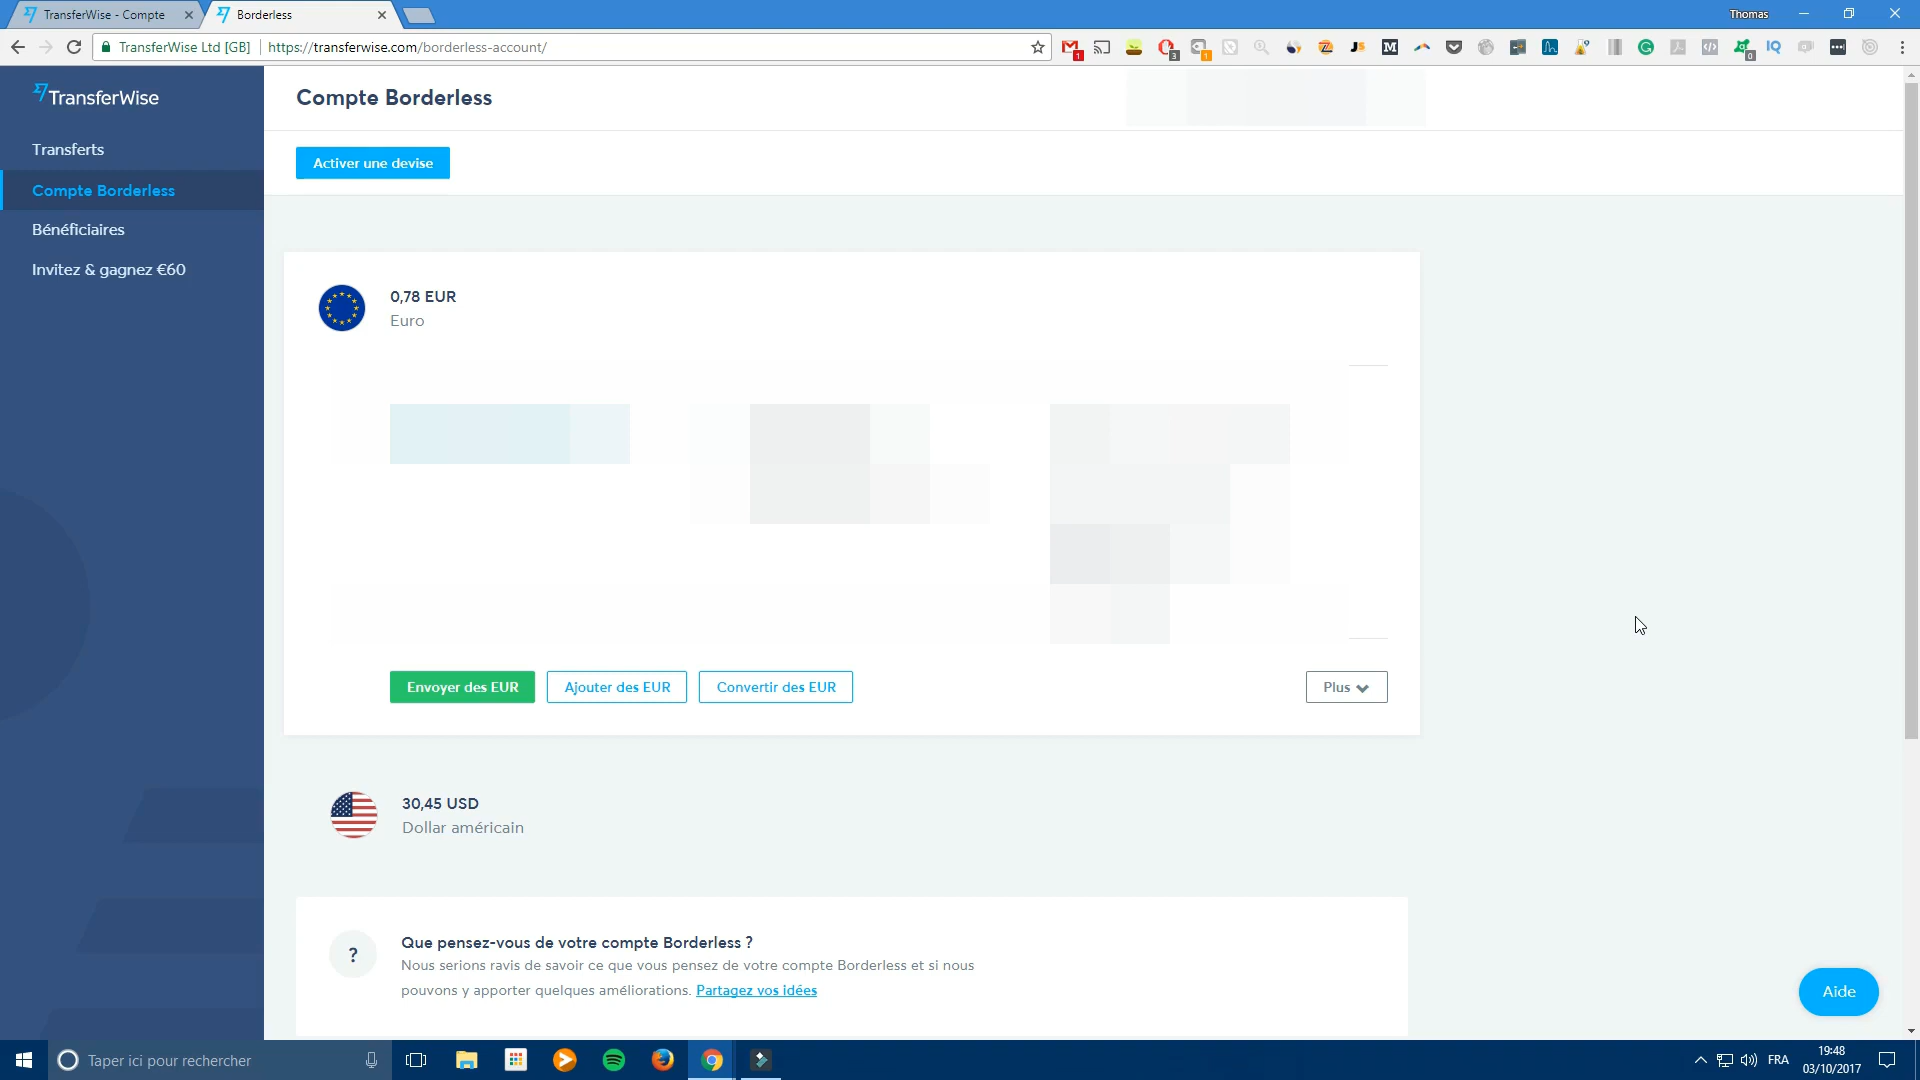 TransferWise - Compte
Borderless
Thomas
TransferWise Ltd [GB]
https://transferwise.com/borderless-account/
TransferWise
Transferts
Compte Borderless
Bénéficiaires
Invitez & gagnez €60
Compte Borderless
Activer une devise
0,78 EUR
Euro
Envoyer des EUR
Ajouter des EUR
Convertir des EUR
Plus
30,45 USD
Dollar américain
?
Que pensez-vous de votre compte Borderless ?
Nous serions ravis de savoir ce que vous pensez de votre compte Borderless et si nous
pouvons y apporter quelques améliorations. Partagez vos idées
Aide
Taper ici pour rechercher
FRA
19:48
03/10/2017